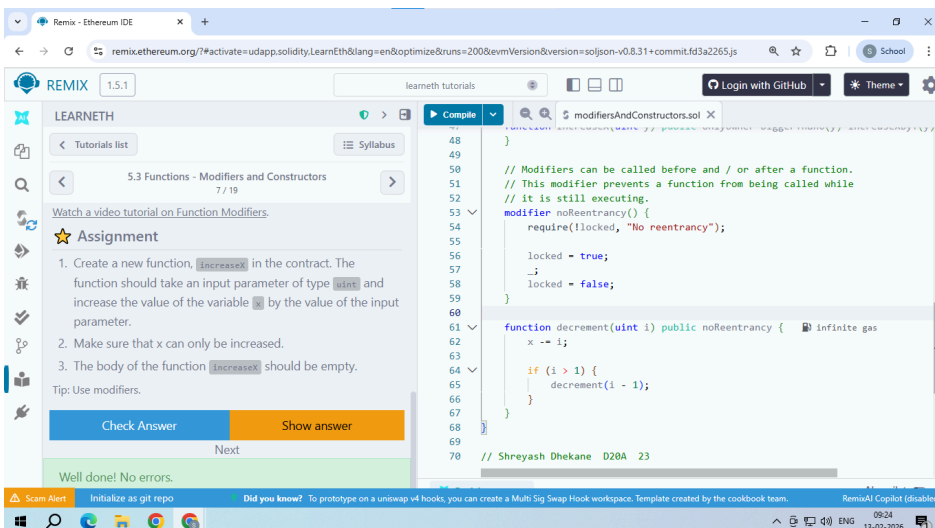 Remix - Ethereum IDE
remix.ethereum.org/?#activate=udapp,solidity,LearnEth&lang=en&optimize&runs=200&evmVersion&version=soljson-v0.8.31+commit.fd3a2265.js
S School
REMIX 1.5.1
learneth tutorials
Login with GitHub
Theme
LEARNETH
Compile
modifiersAndConstructors.sol
Tutorials list
Syllabus
5.3 Functions - Modifiers and Constructors
7 / 19
Watch a video tutorial on Function Modifiers.
Assignment
1. Create a new function, increaseX in the contract. The
function should take an input parameter of type uint and
increase the value of the variable x by the value of the input
parameter.
2. Make sure that x can only be increased.
3. The body of the function increaseX should be empty.
Tip: Use modifiers.
Check Answer
Show answer
Next
Well done! No errors.
48 }
49
50 // Modifiers can be called before and / or after a function.
51 // This modifier prevents a function from being called while
52 // it is still executing.
53 modifier noReentrancy() {
54 require(!locked, "No reentrancy");
55
56 locked = true;
57 _;
58 locked = false;
59 }
60
61 function decrement(uint i) public noReentrancy { infinite gas
62 x -= i;
63
64 if (i > 1) {
65 decrement(i - 1);
66 }
67 }
68 }
69
70 // Shreyash Dhekane D20A 23
Scam Alert
Initialize as git repo
Did you know? To prototype on a uniswap v4 hooks, you can create a Multi Sig Swap Hook workspace. Template created by the cookbook team.
RemixAI Copilot (disabled
ENG
09:24
13-02-2026